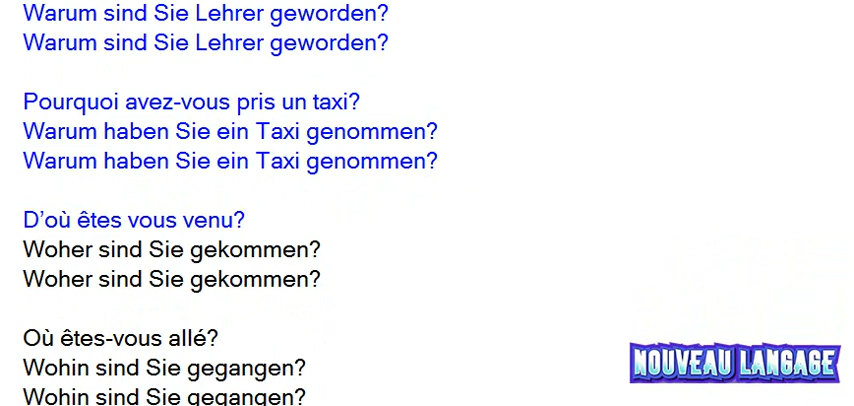 Warum sind Sie Lehrer geworden?
Warum sind Sie Lehrer geworden?
Pourquoi avez-vous pris un taxi?
Warum haben Sie ein Taxi genommen?
Warum haben Sie ein Taxi genommen?
D’où êtes vous venu?
Woher sind Sie gekommen?
Woher sind Sie gekommen?
Où êtes-vous allé?
Wohin sind Sie gegangen?
Wohin sind Sie gegangen?
NOUVEAU LANGAGE